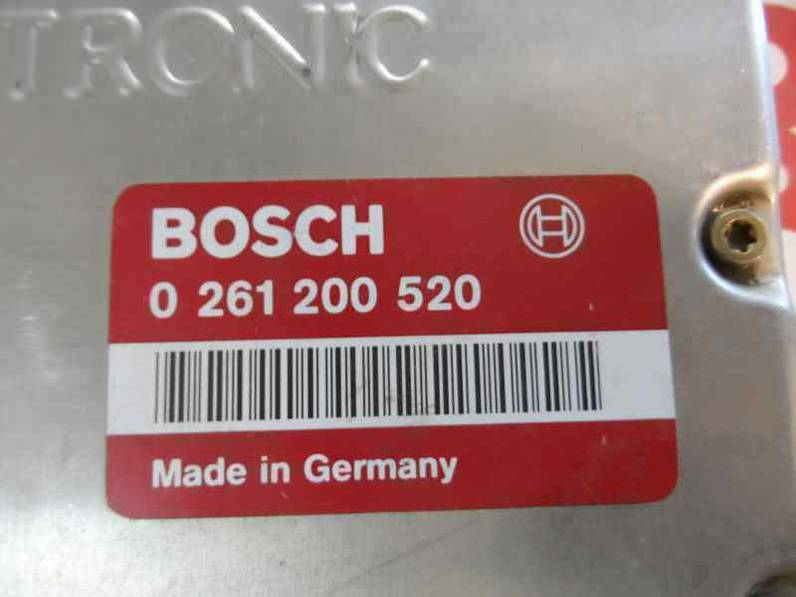 TRONIC
BOSCH
0 261 200 520
Made in Germany